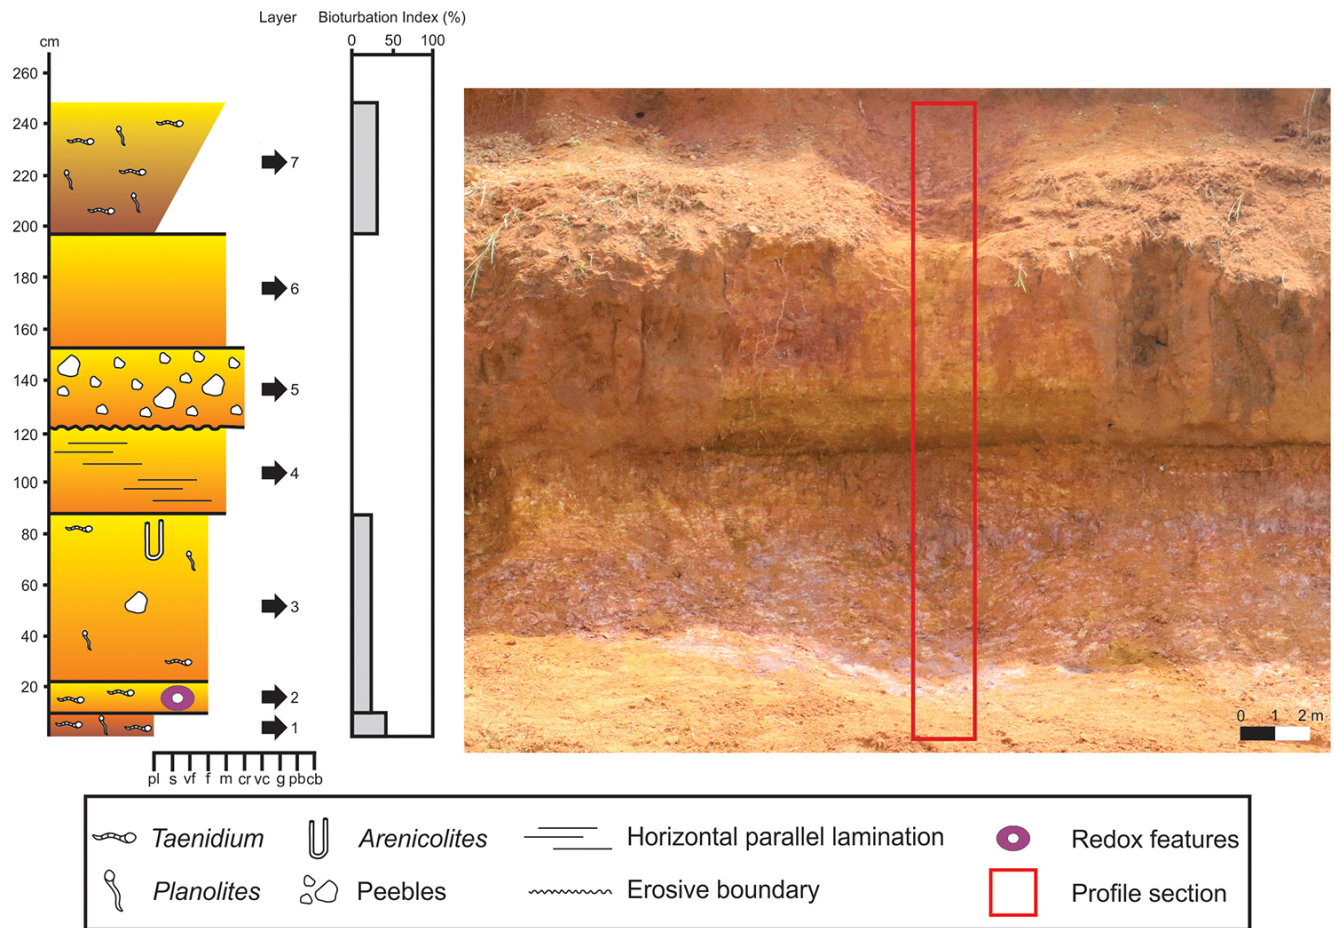 Layer
Bioturbation Index (%)
cm
0 50 100
260
240
220
200
180
160
140
120
100
80
60
40
20
7
6
5
4
3
2
1
pl s vf f m cr vc g pb cb
0 1 2 m
Taenidium
Arenicolites
Horizontal parallel lamination
Redox features
Planolites
Peebles
Erosive boundary
Profile section